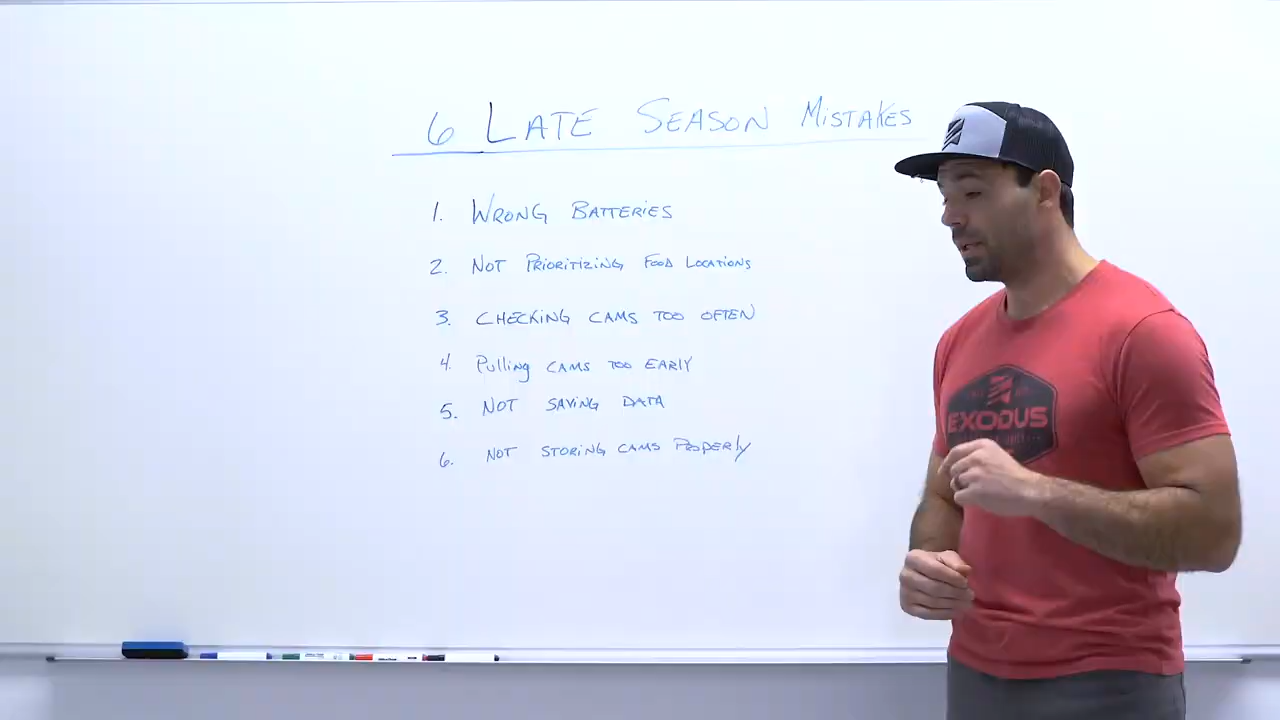 6 LATE SEASON MISTAKES
1. WRONG BATTERIES
2. NOT PRIORITIZING FOOD LOCATIONS
3. CHECKING CAMS TOO OFTEN
4. Pulling CAMS TOO EARLY
5. NOT SAVING DATA
6. NOT STORING CAMS PROPERLY
EXODUS